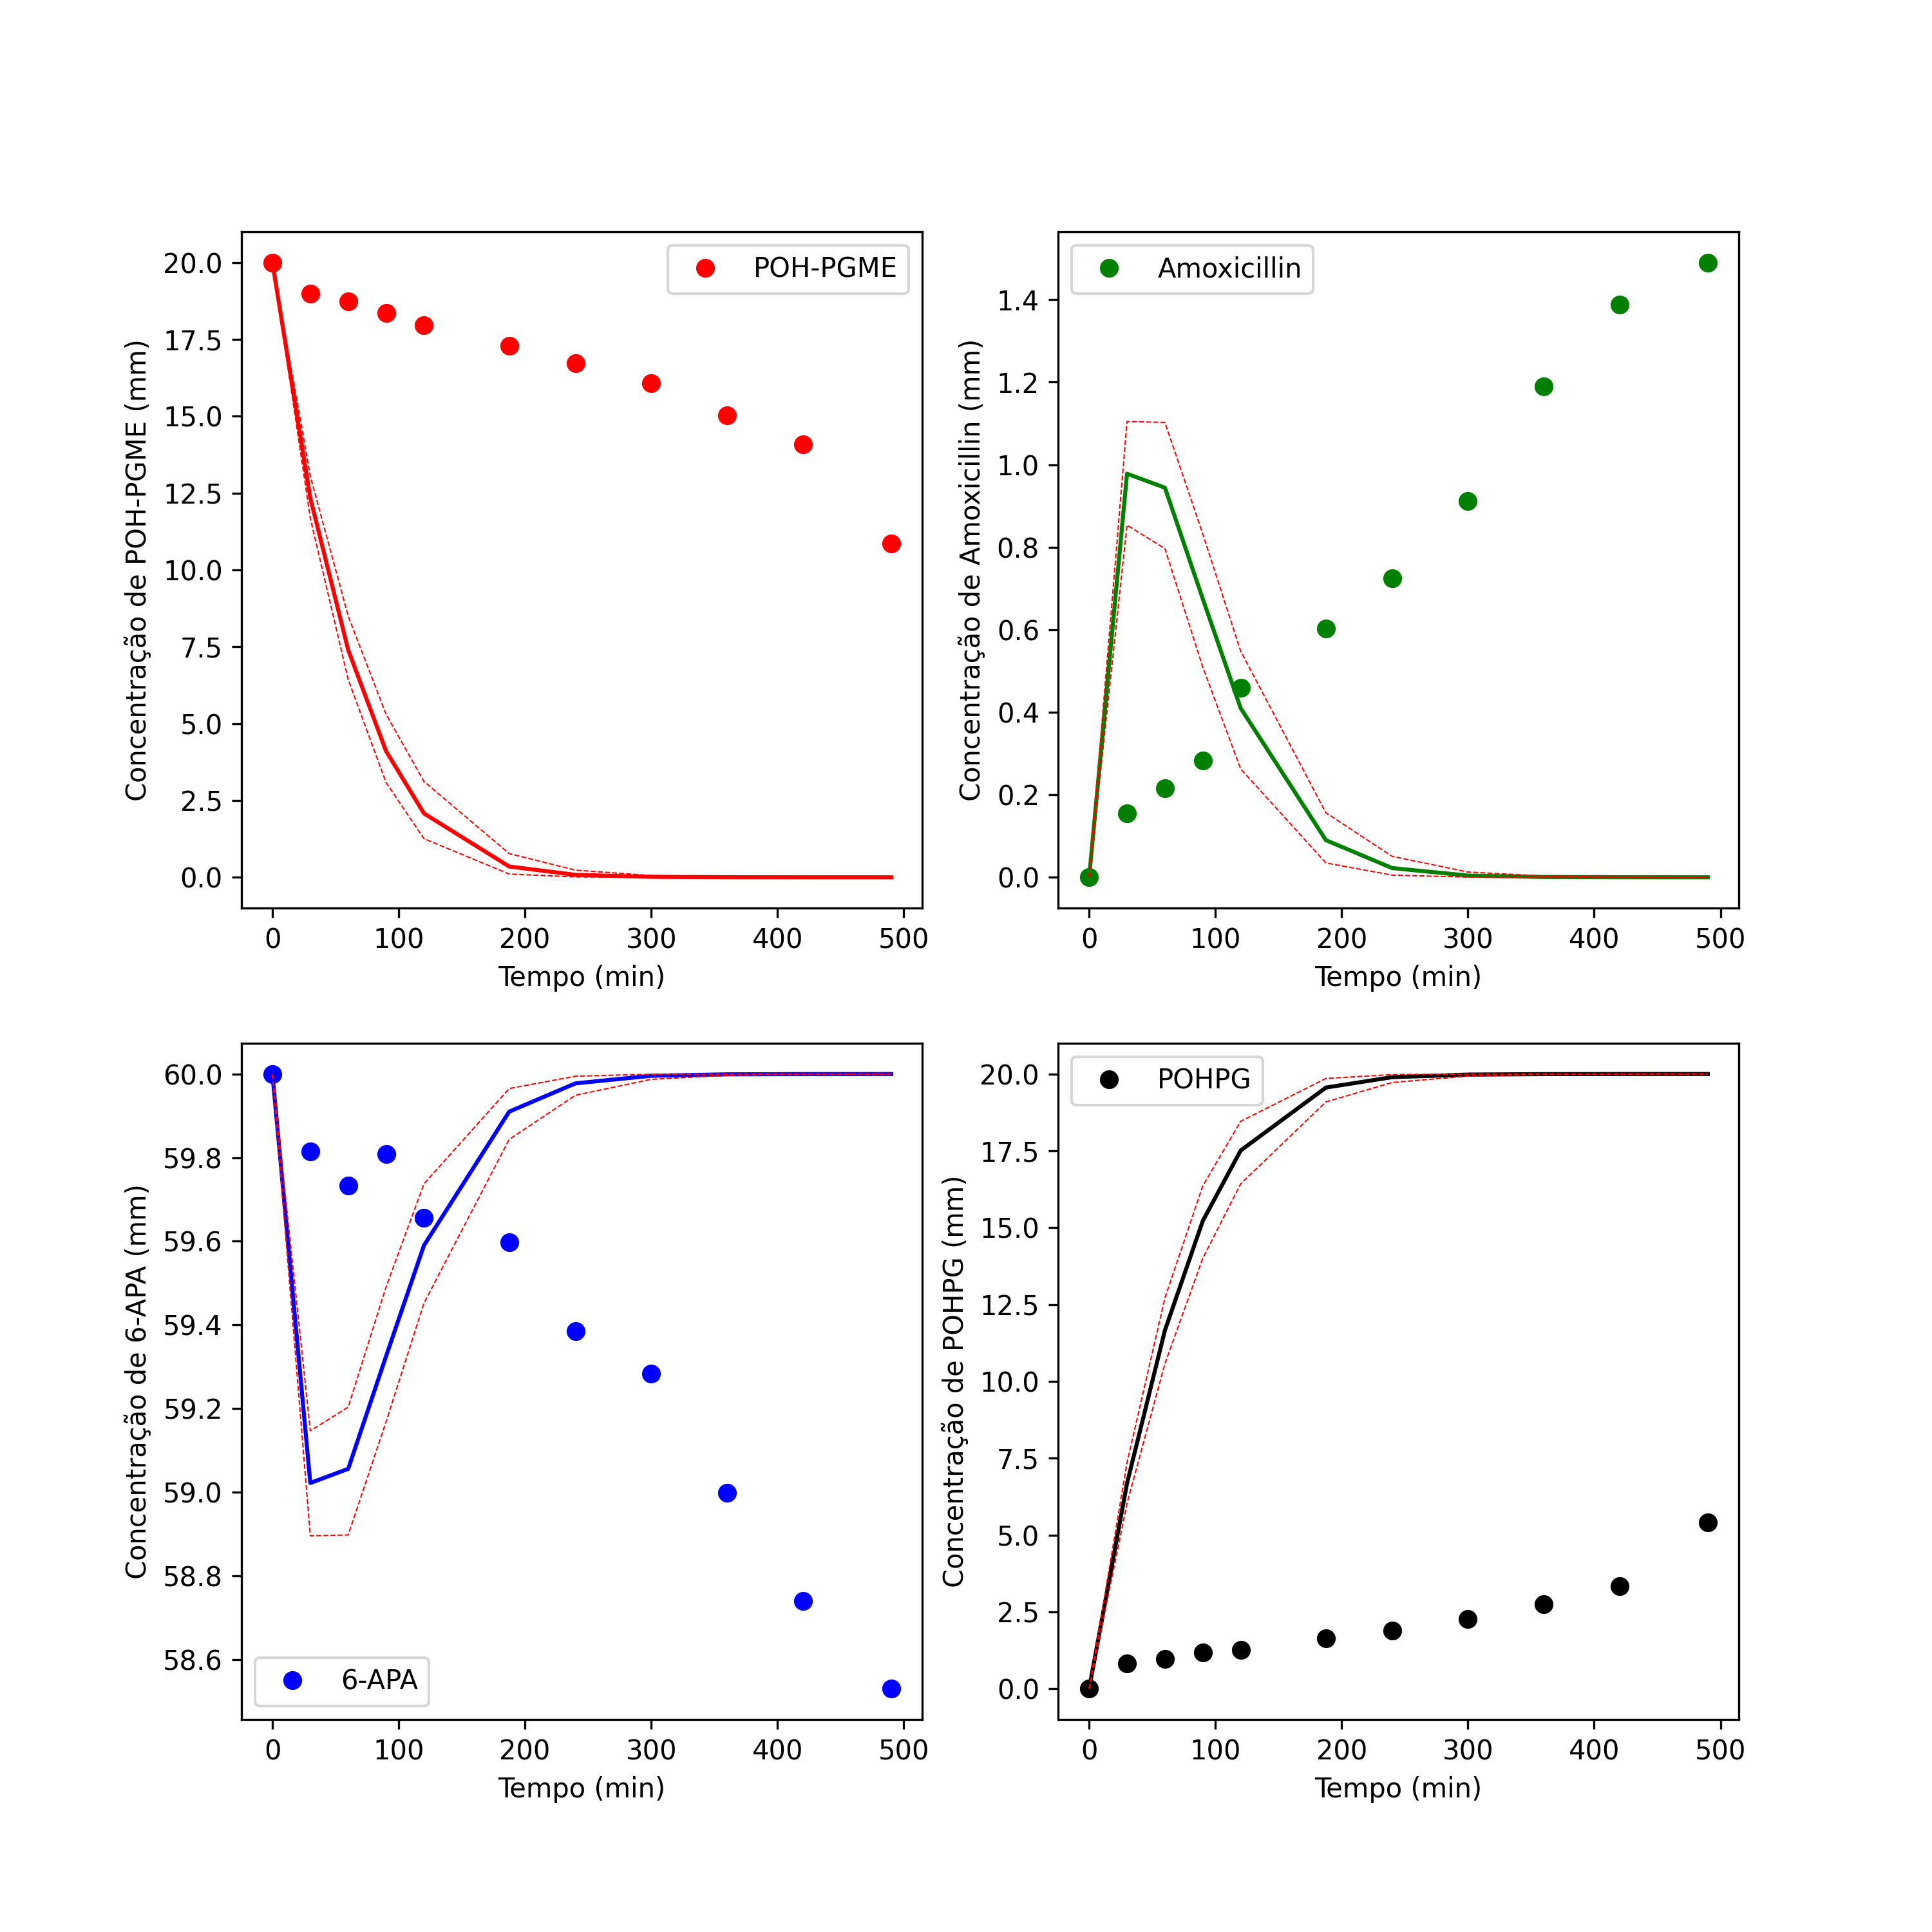 POH-PGME
20.0
17.5
15.0
12.5
10.0
7.5
5.0
2.5
0.0
Concentração de POH-PGME (mm)
0 100 200 300 400 500
Tempo (min)
Amoxicillin
1.4
1.2
1.0
0.8
0.6
0.4
0.2
0.0
Concentração de Amoxicillin (mm)
0 100 200 300 400 500
Tempo (min)
60.0
59.8
59.6
59.4
59.2
59.0
58.8
58.6
Concentração de 6-APA (mm)
6-APA
0 100 200 300 400 500
Tempo (min)
POHPG
20.0
17.5
15.0
12.5
10.0
7.5
5.0
2.5
0.0
Concentração de POHPG (mm)
0 100 200 300 400 500
Tempo (min)